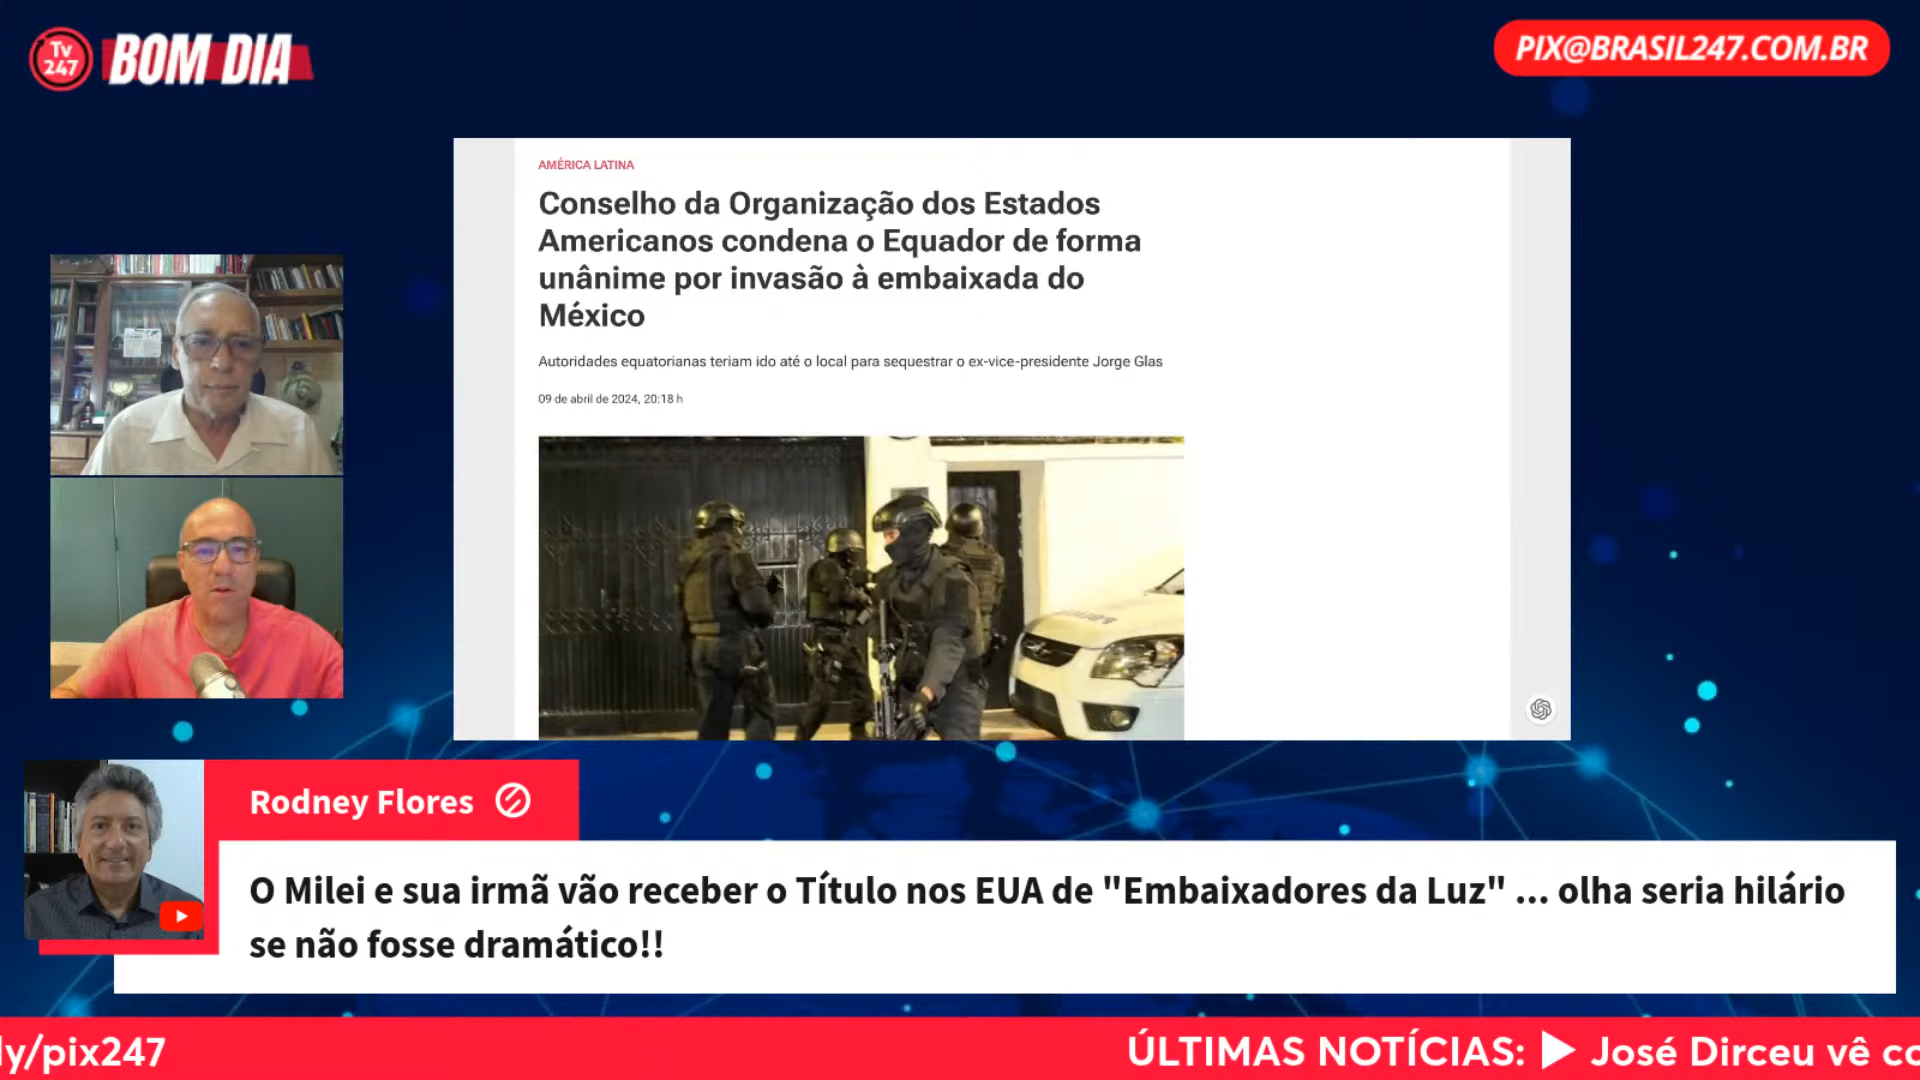 Tv
247
BOM DIA
PIX@BRASIL247.COM.BR
AMÉRICA LATINA
Conselho da Organização dos Estados
Americanos condena o Equador de forma
unânime por invasão à embaixada do
México
Autoridades equatorianas teriam ido até o local para sequestrar o ex-vice-presidente Jorge Glas
09 de abril de 2024, 20:18 h
Rodney Flores
O Milei e sua irmã vão receber o Título nos EUA de "Embaixadores da Luz" ... olha seria hilário
se não fosse dramático!!
ly/pix247
ÚLTIMAS NOTÍCIAS: ▶ José Dirceu vê co